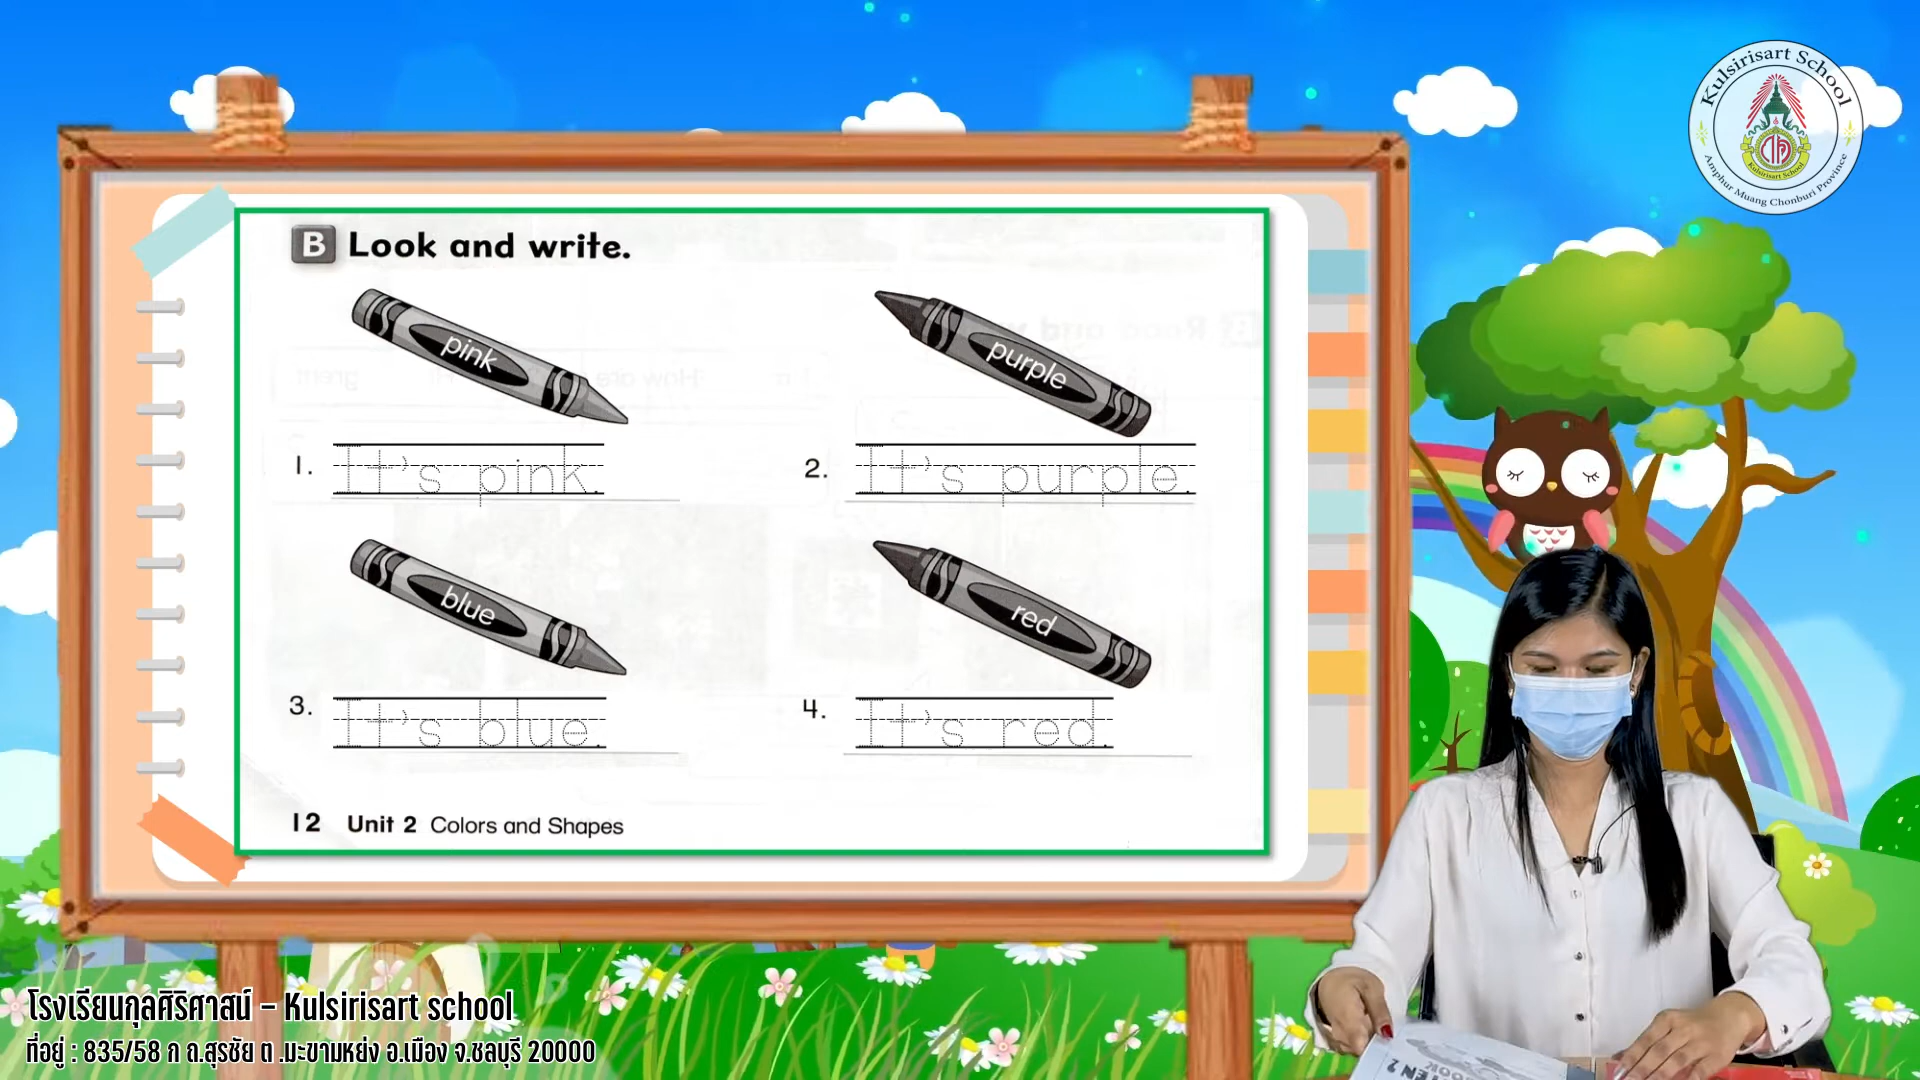 B Look and write.
pink
purple
1. It's pink.
2. It's purple.
blue
red
3. It's blue.
4. It's red.
12 Unit 2 Colors and Shapes
Kulsirisart School
Kulsirisart School
Amphur Muang Chonburi Province
โรงเรียนกุลศิริศาสน์ – Kulsirisart school
ที่อยู่ : 835/58 ก ถ.สุรชัย ต.มะขามหย่ง อ.เมือง จ.ชลบุรี 20000